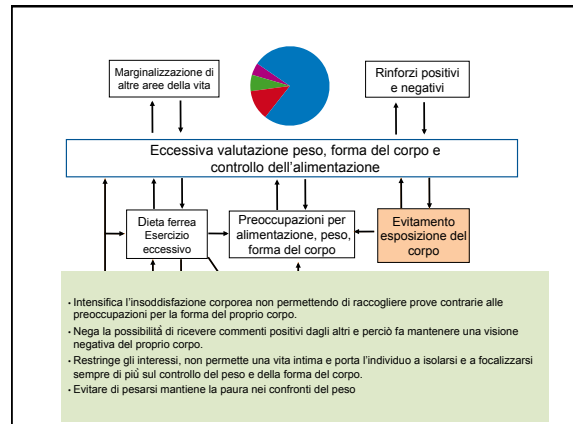 Marginalizzazione di
altre aree della vita
Rinforzi positivi
e negativi
Eccessiva valutazione peso, forma del corpo e
controllo dell'alimentazione
Dieta ferrea
Esercizio
eccessivo
Preoccupazioni per
alimentazione, peso,
forma del corpo
Evitamento
esposizione del
corpo
• Intensifica l'insoddisfazione corporea non permettendo di raccogliere prove contrarie alle
preoccupazioni per la forma del proprio corpo.
• Nega la possibilità di ricevere commenti positivi dagli altri e perciò fa mantenere una visione
negativa del proprio corpo.
• Restringe gli interessi, non permette una vita intima e porta l'individuo a isolarsi e a focalizzarsi
sempre di più sul controllo del peso e della forma del corpo.
• Evitare di pesarsi mantiene la paura nei confronti del peso